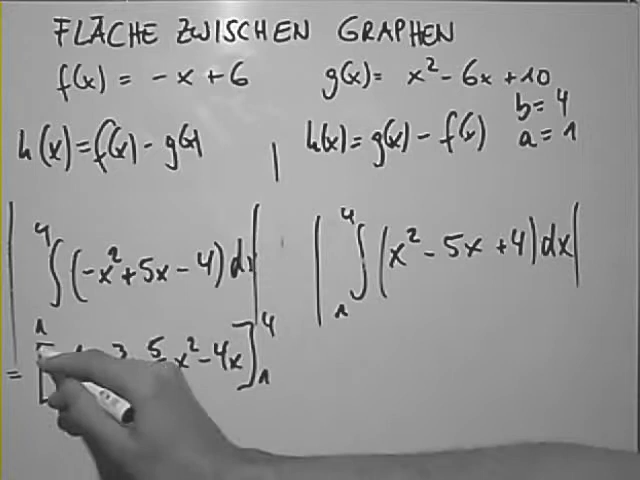 FLÄCHE ZWISCHEN GRAPHEN
f(x) = -x + 6
g(x) = x² - 6x + 10
b = 4
a = 1
h(x) = f(x) - g(x)
h(x) = g(x) - f(x)
|∫₁⁴ (-x² + 5x - 4) dx|
|∫₁⁴ (x² - 5x + 4) dx|
= [ 3 5 x² - 4x]₁⁴